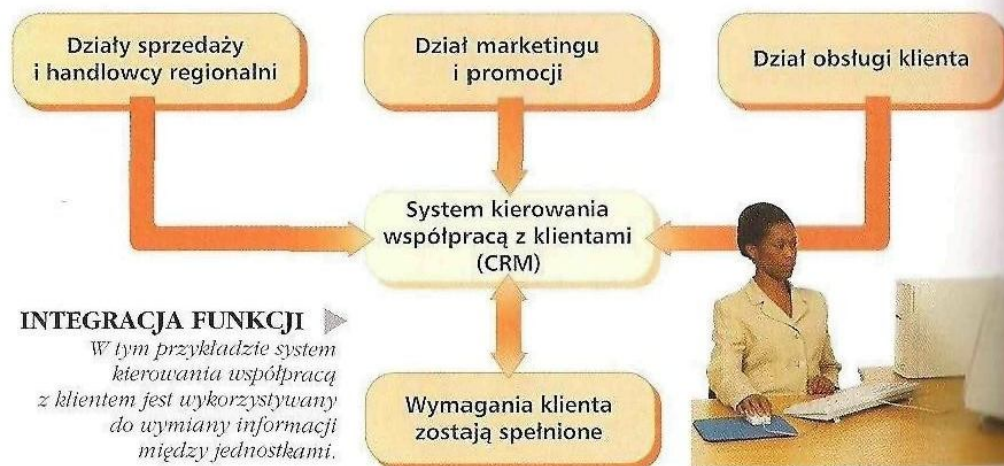 Działy sprzedaży
i handlowcy regionalni
Dział marketingu
i promocji
Dział obsługi klienta
System kierowania
współpracą z klientami
(CRM)
INTEGRACJA FUNKCJI
W tym przykładzie system
kierowania współpracą
z klientem jest wykorzystywany
do wymiany informacji
między jednostkami.
Wymagania klienta
zostają spełnione